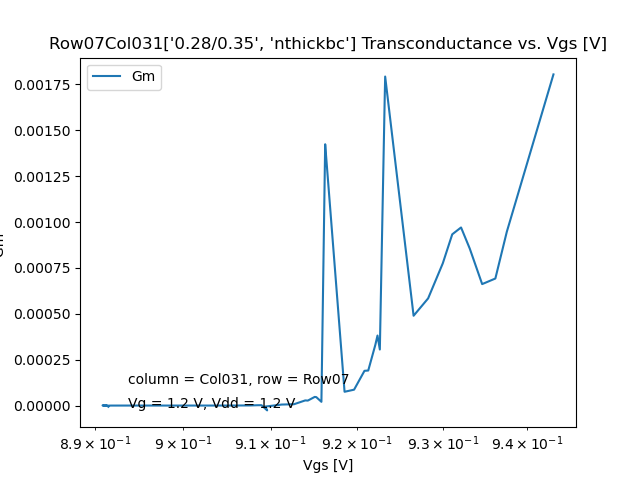 Row07Col031['0.28/0.35', 'nthickbc'] Transconductance vs. Vgs [V]
Gm
0.00175
0.00150
0.00125
0.00100
0.00075
0.00050
0.00025
0.00000
column = Col031, row = Row07
Vg = 1.2 V, Vdd = 1.2 V
8.9 × 10⁻¹ 9 × 10⁻¹ 9.1 × 10⁻¹ 9.2 × 10⁻¹ 9.3 × 10⁻¹ 9.4 × 10⁻¹
Vgs [V]